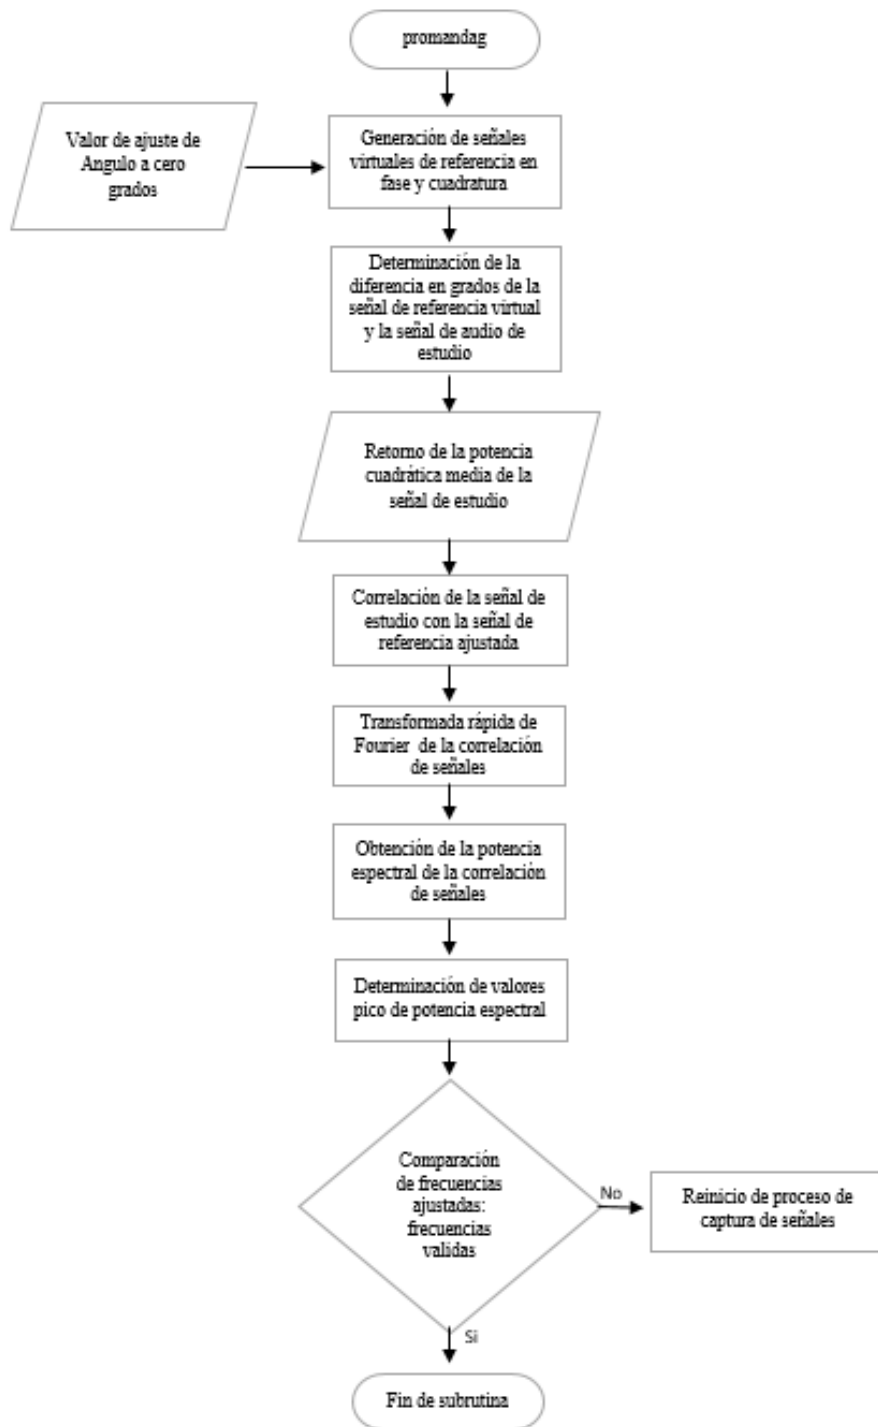 promandag
Valor de ajuste de
Angulo a cero
grados
Generación de señales
virtuales de referencia en
fase y cuadratura
Determinación de la
diferencia en grados de la
señal de referencia virtual
y la señal de audio de
estudio
Retorno de la potencia
cuadrática media de la
señal de estudio
Correlación de la señal de
estudio con la señal de
referencia ajustada
Transformada rápida de
Fourier de la correlación
de señales
Obtención de la potencia
espectral de la correlación
de señales
Determinación de valores
pico de potencia espectral
Comparación
de frecuencias
ajustadas:
frecuencias
validas
No
Reinicio de proceso de
captura de señales
Si
Fin de subrutina